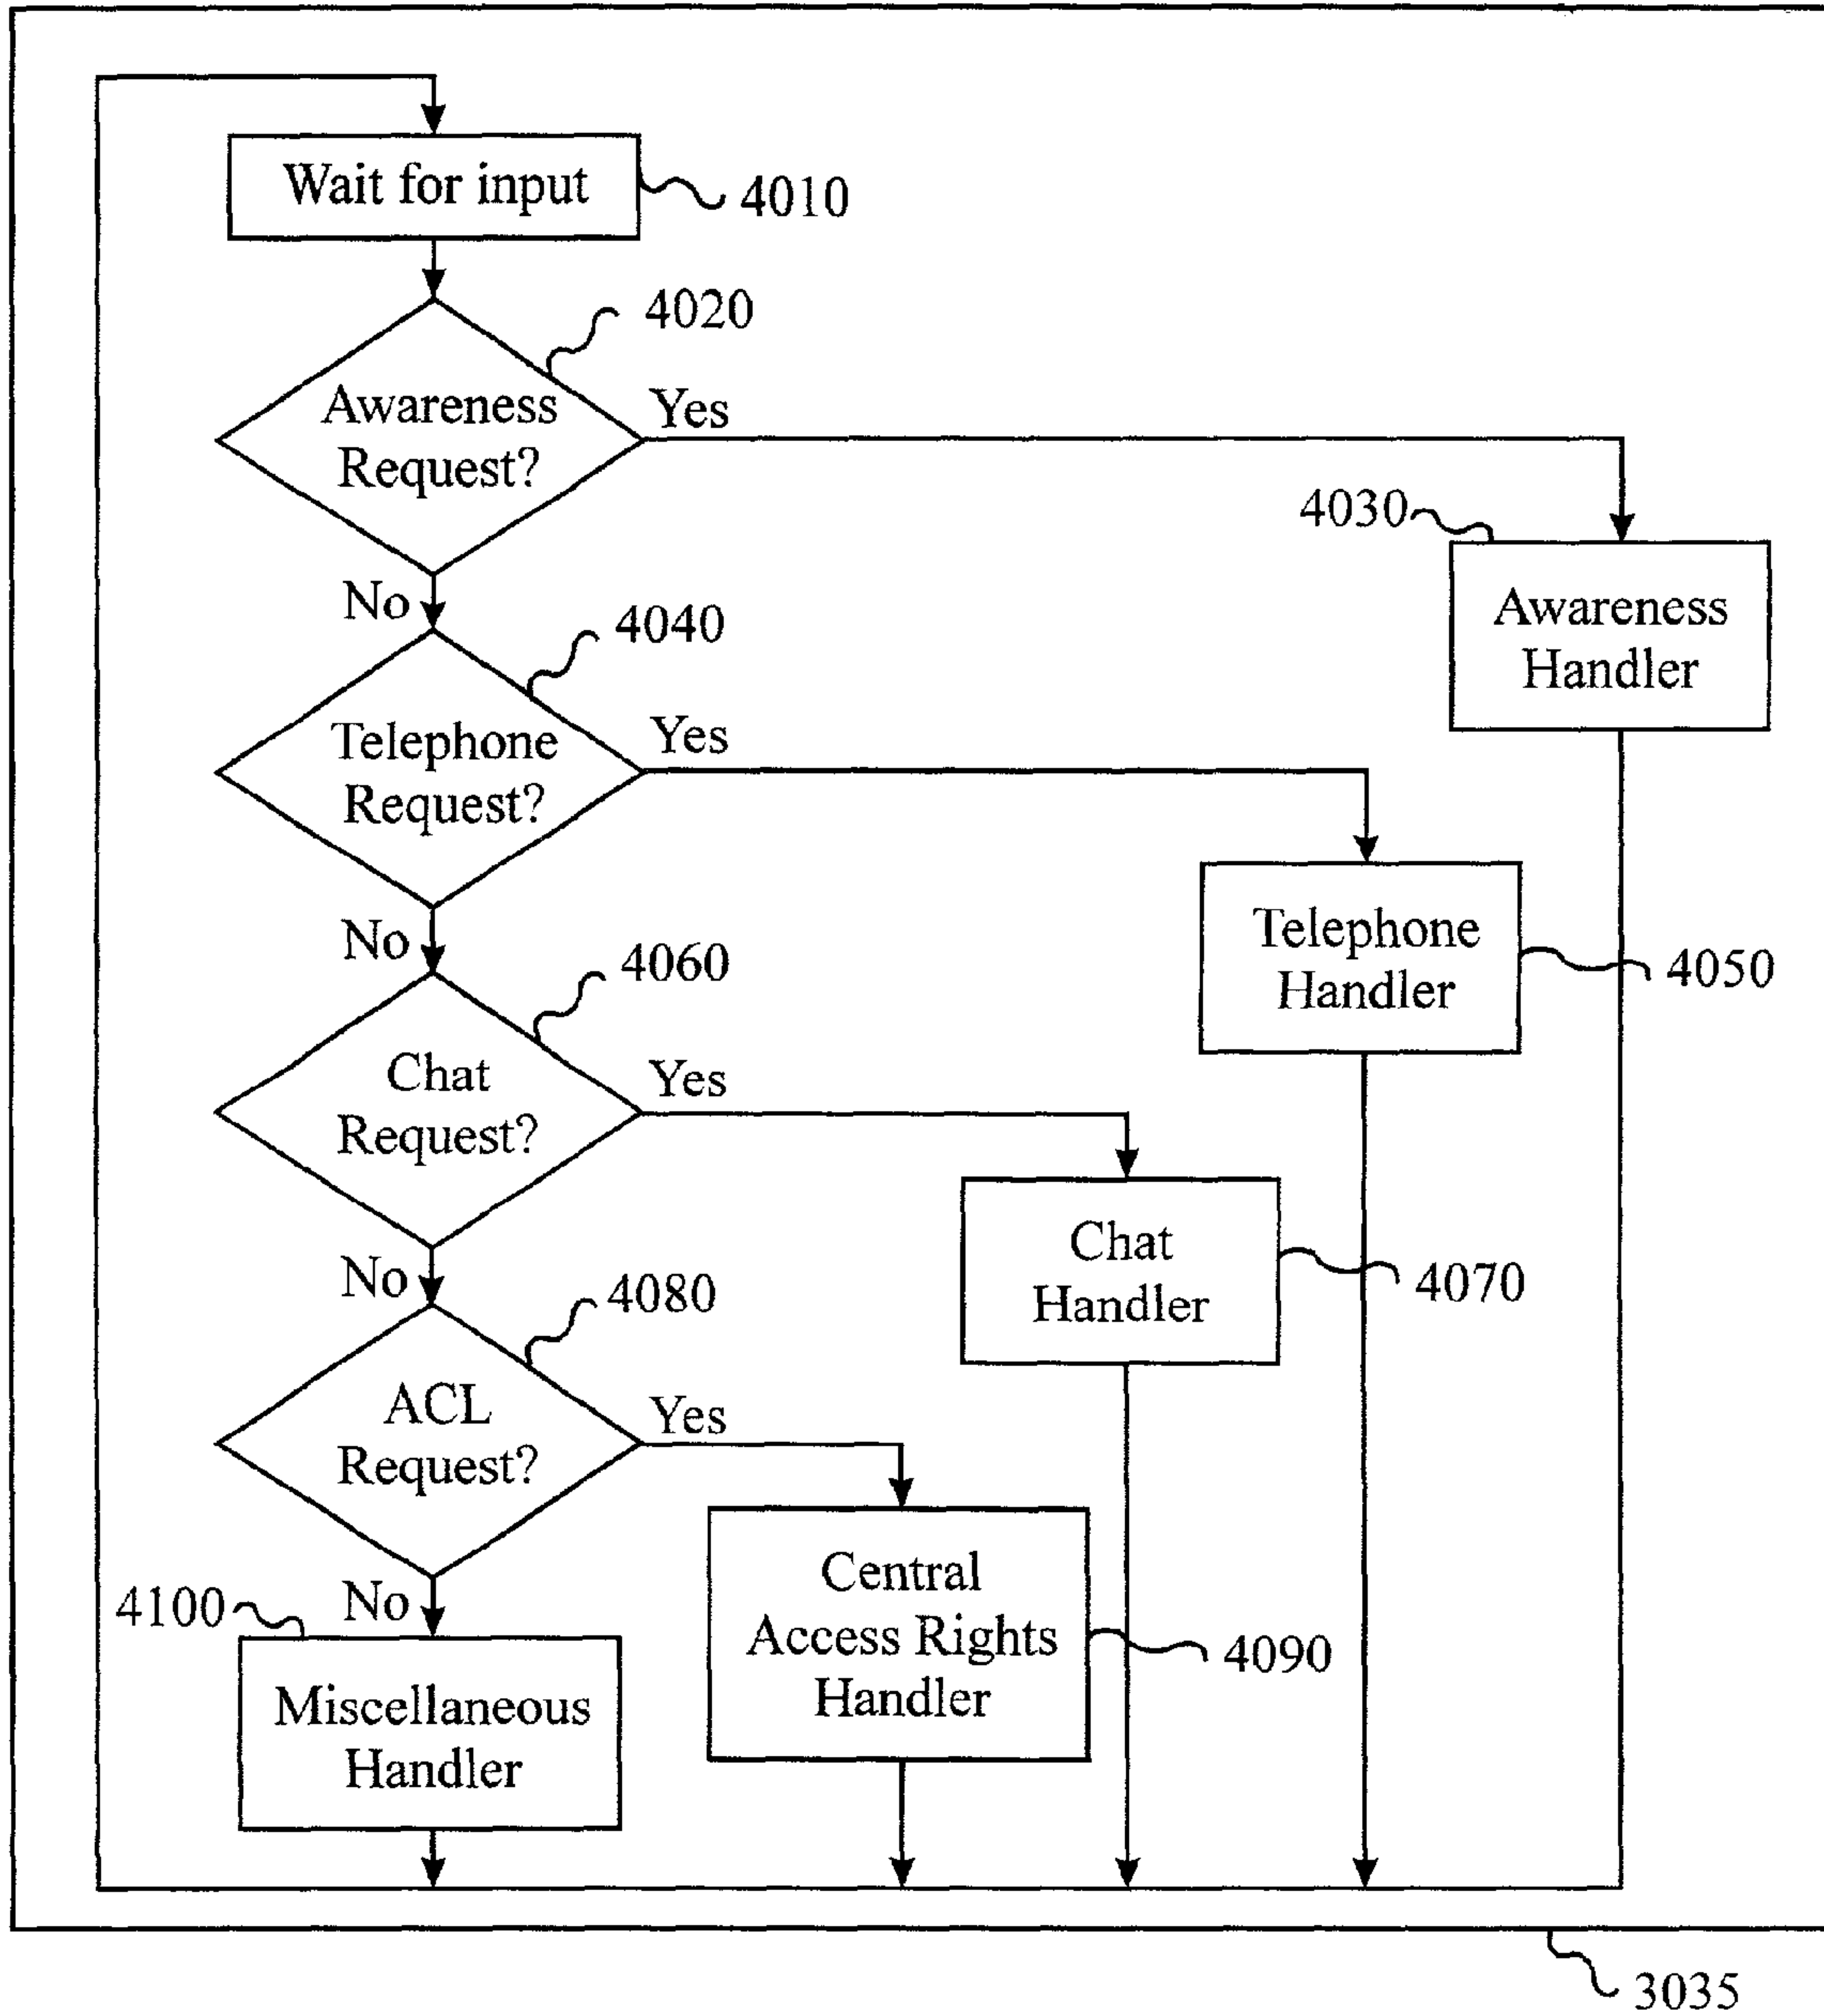 Wait for input
4010
4020
Awareness
Request?
Yes
4030
Awareness
Handler
No
4040
Telephone
Request?
Yes
Telephone
Handler
4050
No
4060
Chat
Request?
Yes
Chat
Handler
4070
No
4080
ACL
Request?
Yes
Central
Access Rights
Handler
4090
No
4100
Miscellaneous
Handler
3035